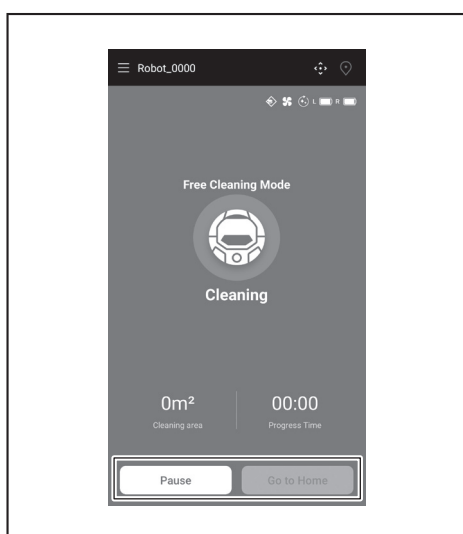 Robot_0000
L R
Free Cleaning Mode
Cleaning
0m² 00:00
Cleaning area Progress Time
Pause Go to Home